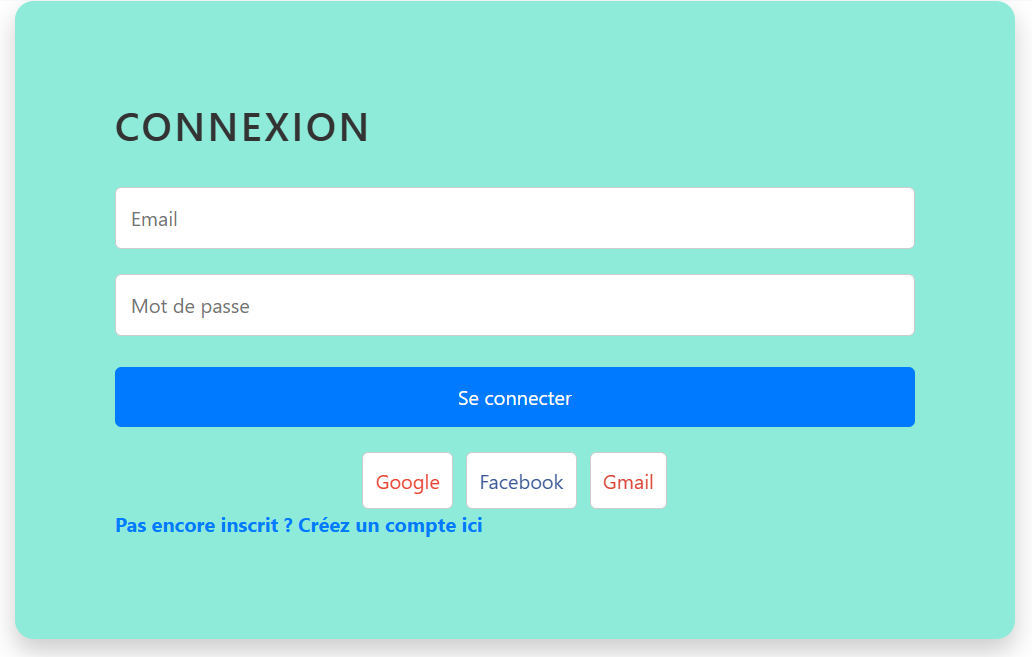 CONNEXION
Email
Mot de passe
Se connecter
Google Facebook Gmail
Pas encore inscrit ? Créez un compte ici